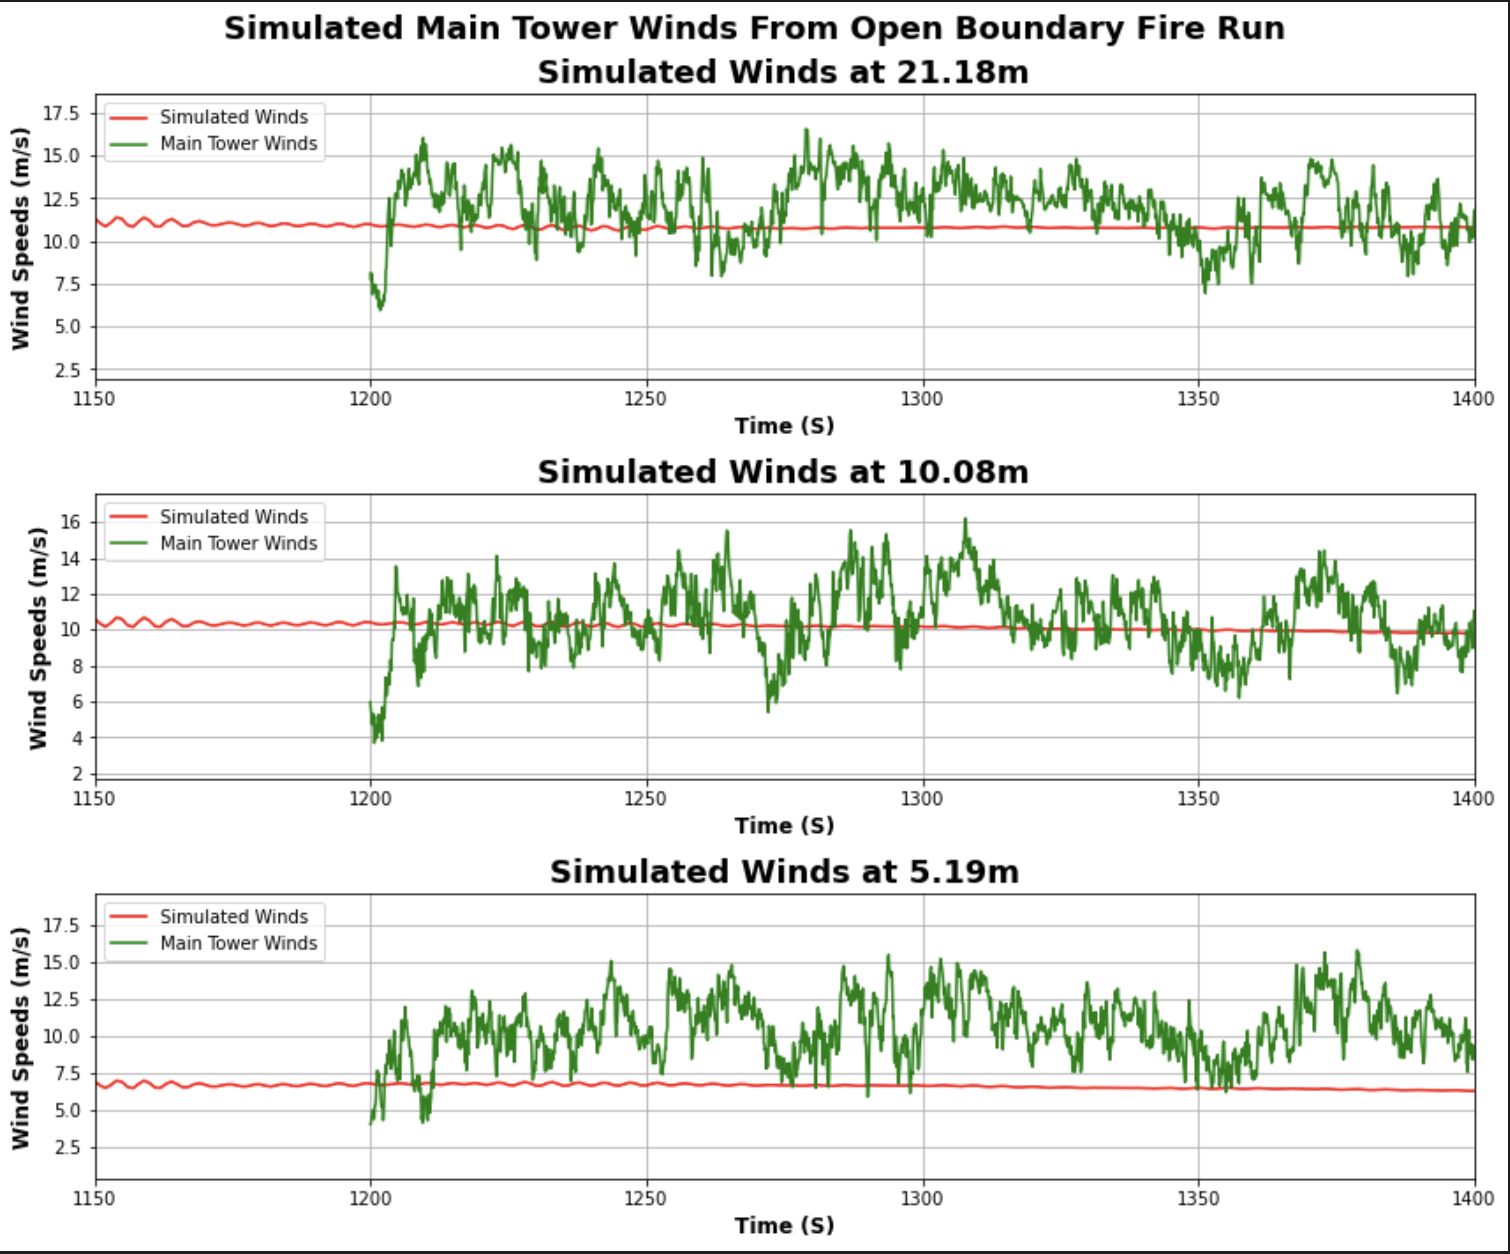 Simulated Main Tower Winds From Open Boundary Fire Run
Simulated Winds at 21.18m
Wind Speeds (m/s)
17.5
15.0
12.5
10.0
7.5
5.0
2.5
Simulated Winds
Main Tower Winds
1150 1200 1250 1300 1350 1400
Time (S)
Simulated Winds at 10.08m
Wind Speeds (m/s)
16
14
12
10
8
6
4
2
Simulated Winds
Main Tower Winds
1150 1200 1250 1300 1350 1400
Time (S)
Simulated Winds at 5.19m
Wind Speeds (m/s)
17.5
15.0
12.5
10.0
7.5
5.0
2.5
Simulated Winds
Main Tower Winds
1150 1200 1250 1300 1350 1400
Time (S)